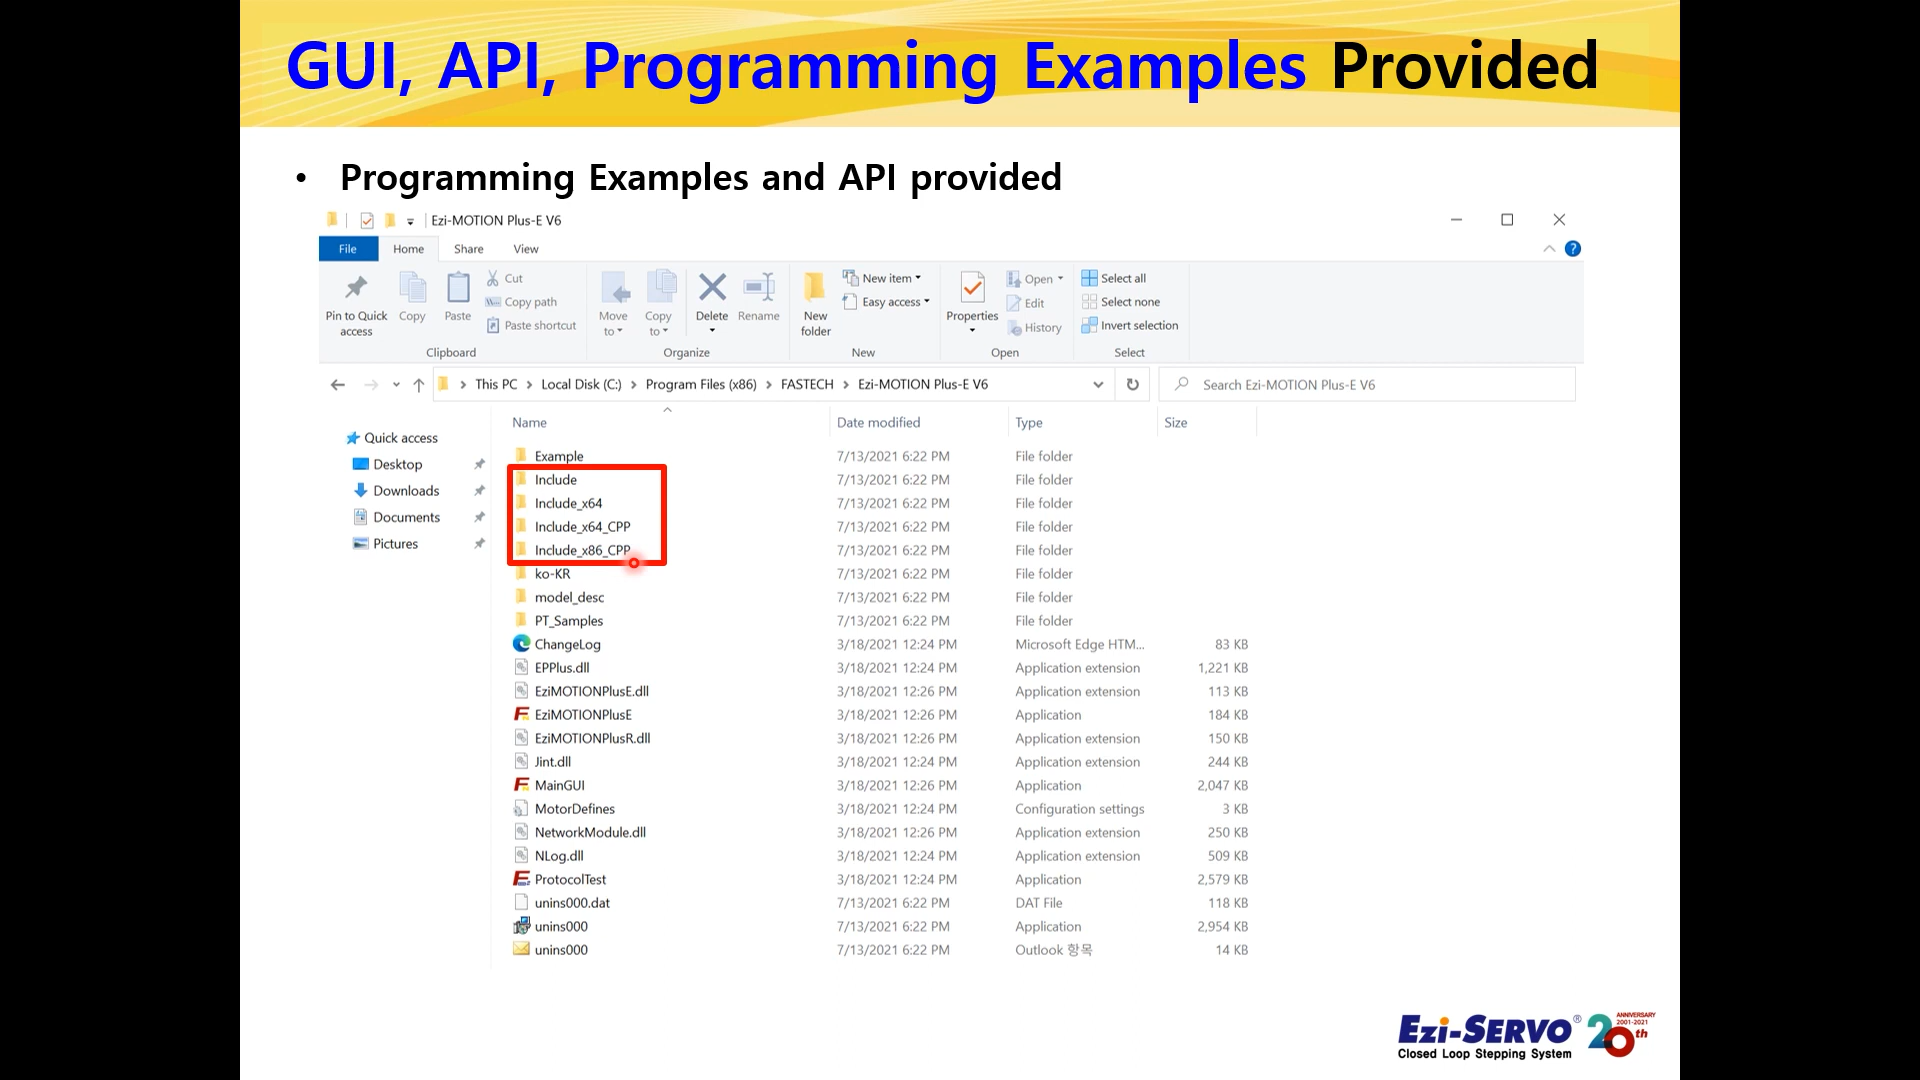 GUI, API, Programming Examples Provided
• Programming Examples and API provided
Ezi-MOTION Plus-E V6
File Home Share View
Pin to Quick access
Copy
Paste
Cut
Copy path
Paste shortcut
Clipboard
Move to
Copy to
Delete
Rename
Organize
New folder
New item
Easy access
New
Properties
Open
Edit
History
Open
Select all
Select none
Invert selection
Select
This PC > Local Disk (C:) > Program Files (x86) > FASTECH > Ezi-MOTION Plus-E V6
Search Ezi-MOTION Plus-E V6
Quick access
Desktop
Downloads
Documents
Pictures
Name Date modified Type Size
Example 7/13/2021 6:22 PM File folder
Include 7/13/2021 6:22 PM File folder
Include_x64 7/13/2021 6:22 PM File folder
Include_x64_CPP 7/13/2021 6:22 PM File folder
Include_x86_CPP 7/13/2021 6:22 PM File folder
ko-KR 7/13/2021 6:22 PM File folder
model_desc 7/13/2021 6:22 PM File folder
PT_Samples 7/13/2021 6:22 PM File folder
ChangeLog 3/18/2021 12:24 PM Microsoft Edge HTM... 83 KB
EPPlus.dll 3/18/2021 12:24 PM Application extension 1,221 KB
EziMOTIONPlusE.dll 3/18/2021 12:26 PM Application extension 113 KB
EziMOTIONPlusE 3/18/2021 12:26 PM Application 184 KB
EziMOTIONPlusR.dll 3/18/2021 12:26 PM Application extension 150 KB
Jint.dll 3/18/2021 12:24 PM Application extension 244 KB
MainGUI 3/18/2021 12:26 PM Application 2,047 KB
MotorDefines 3/18/2021 12:24 PM Configuration settings 3 KB
NetworkModule.dll 3/18/2021 12:26 PM Application extension 250 KB
NLog.dll 3/18/2021 12:24 PM Application extension 509 KB
ProtocolTest 3/18/2021 12:24 PM Application 2,579 KB
unins000.dat 7/13/2021 6:22 PM DAT File 118 KB
unins000 7/13/2021 6:22 PM Application 2,954 KB
unins000 7/13/2021 6:22 PM Outlook 항목 14 KB
Ezi-SERVO®
Closed Loop Stepping System
20th
ANNIVERSARY
2001-2021